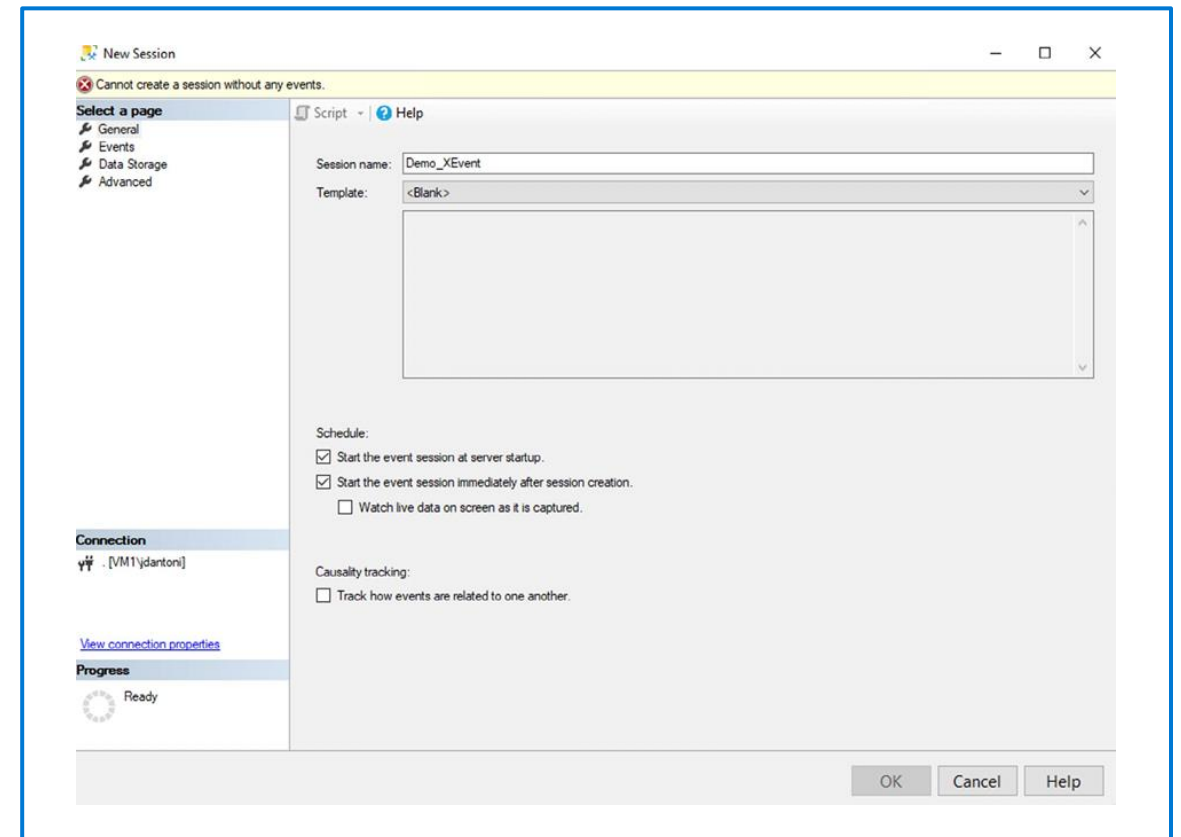 New Session
Cannot create a session without any events.
Select a page
General
Events
Data Storage
Advanced
Script
Help
Session name:
Demo_XEvent
Template:
<Blank>
Schedule:
Start the event session at server startup.
Start the event session immediately after session creation.
Watch live data on screen as it is captured.
Causality tracking:
Track how events are related to one another.
Connection
. [VM1\jdantoni]
View connection properties
Progress
Ready
OK
Cancel
Help